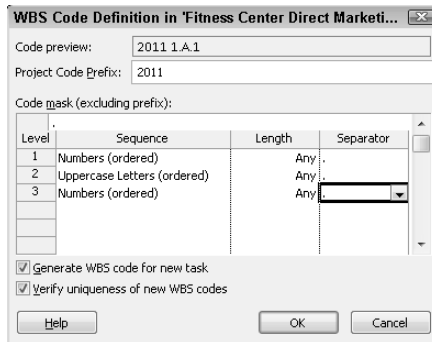 WBS Code Definition in 'Fitness Center Direct Marketi...
Code preview: 2011 1.A.1
Project Code Prefix: 2011
Code mask (excluding prefix):
.
Level Sequence Length Separator
1 Numbers (ordered) Any .
2 Uppercase Letters (ordered) Any .
3 Numbers (ordered) Any .
Generate WBS code for new task
Verify uniqueness of new WBS codes
Help OK Cancel